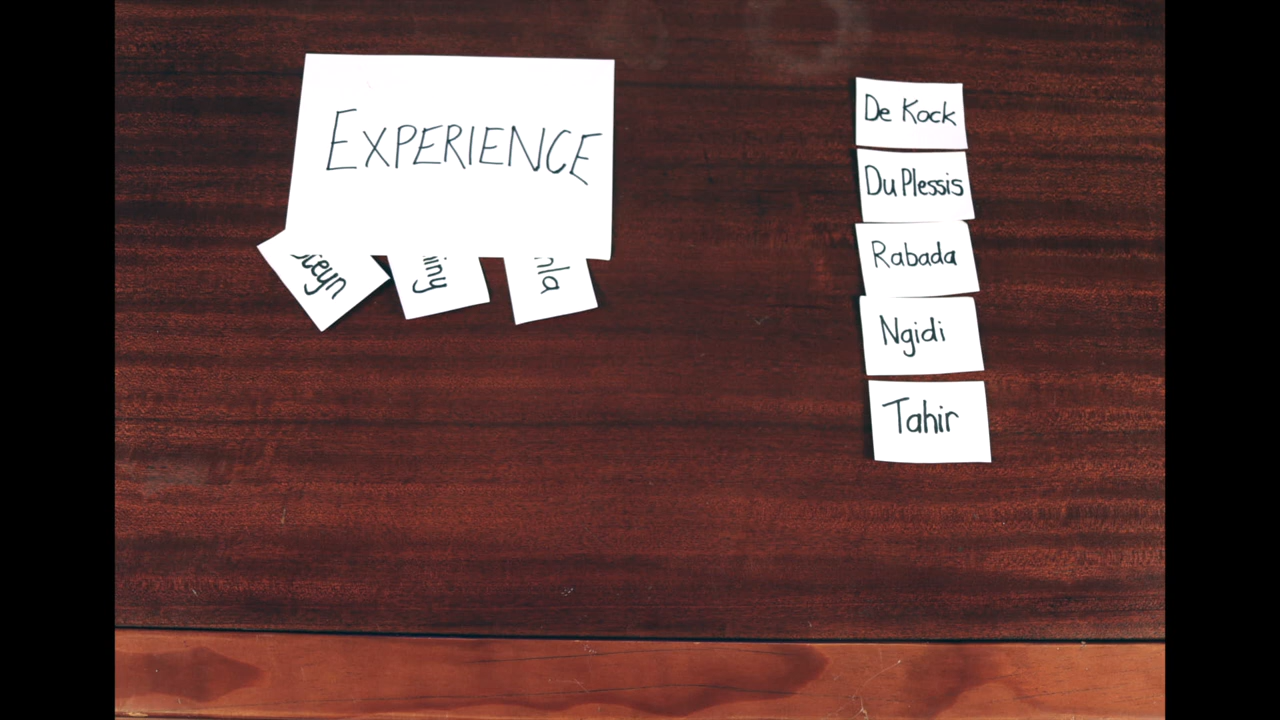 EXPERIENCE
De Kock
Du Plessis
Rabada
Ngidi
Tahir